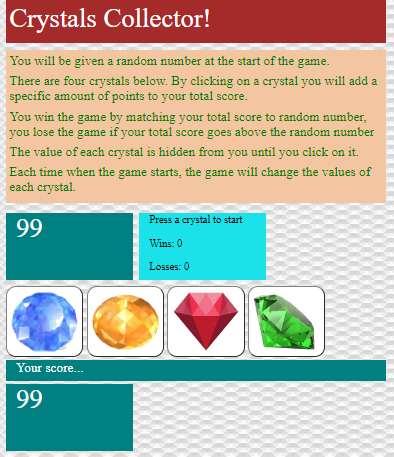 Crystals Collector!
You will be given a random number at the start of the game.
There are four crystals below. By clicking on a crystal you will add a
specific amount of points to your total score.
You win the game by matching your total score to random number,
you lose the game if your total score goes above the random number
The value of each crystal is hidden from you until you click on it.
Each time when the game starts, the game will change the values of
each crystal.
99
Press a crystal to start
Wins: 0
Losses: 0
Your score...
99